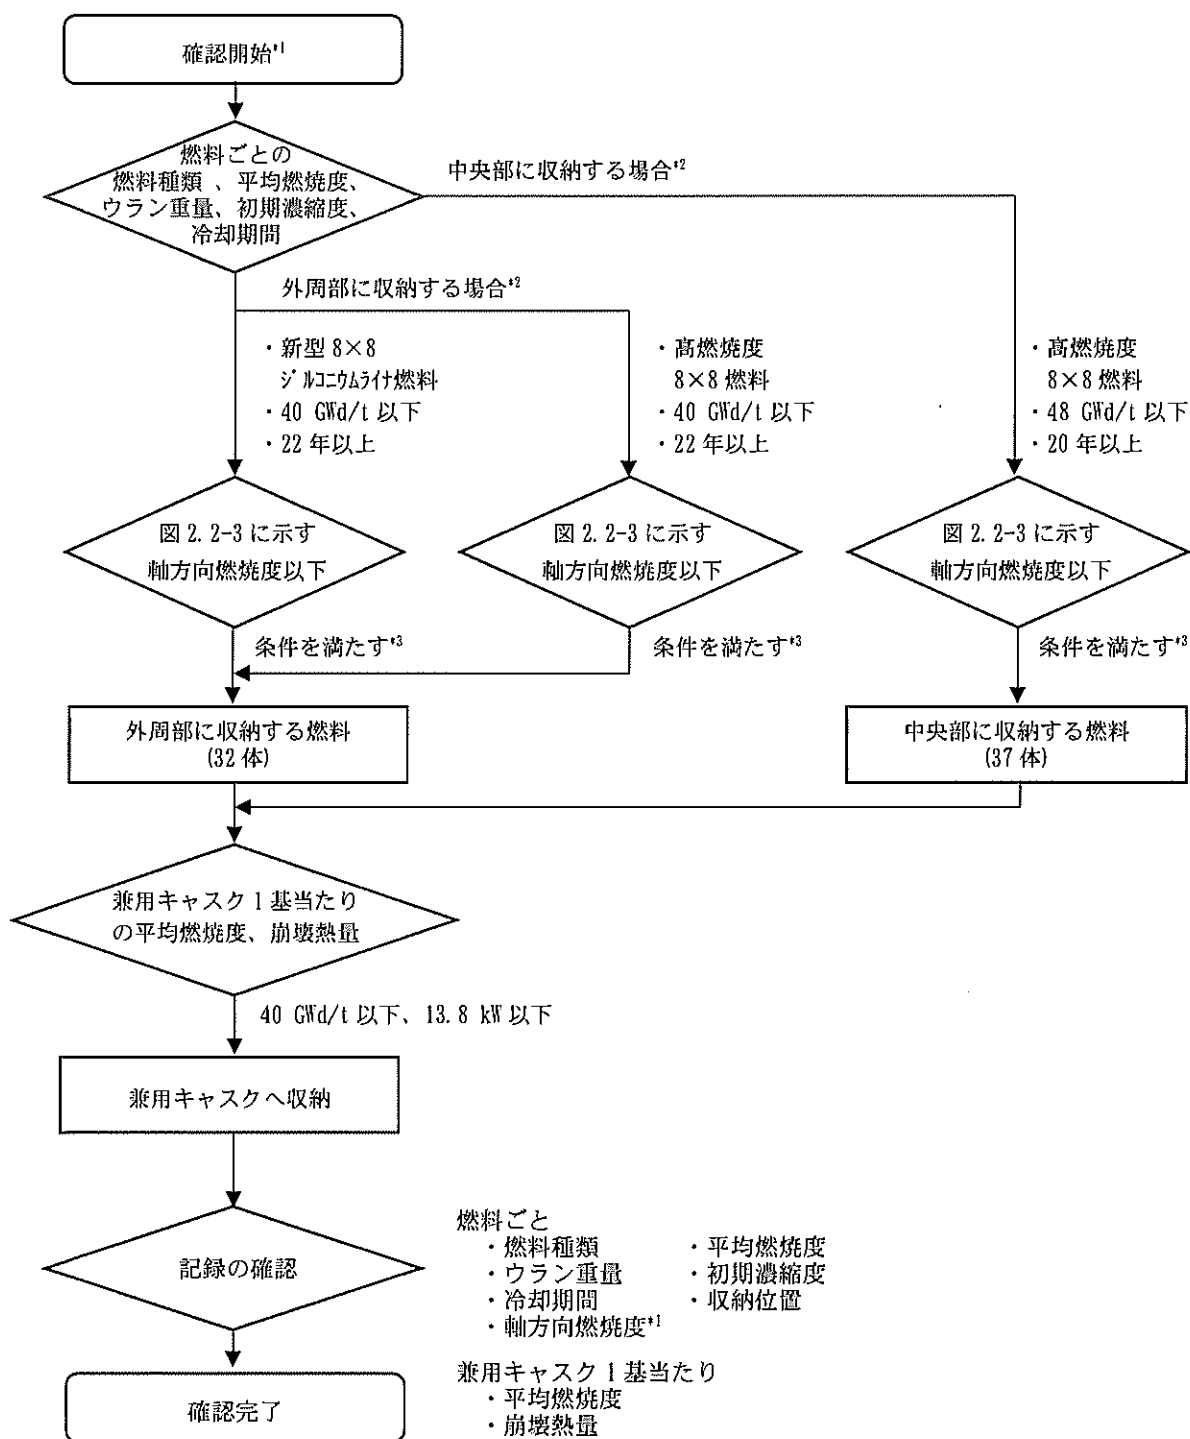 確認開始*1
燃料ごとの
燃料種類、平均燃焼度、
ウラン重量、初期濃縮度、
冷却期間
中央部に収納する場合*2
外周部に収納する場合*2
・新型 8×8
ジルコニウムライナ燃料
・40 GWd/t 以下
・22 年以上
・高燃焼度
8×8 燃料
・40 GWd/t 以下
・22 年以上
・高燃焼度
8×8 燃料
・48 GWd/t 以下
・20 年以上
図 2.2-3 に示す
軸方向燃焼度以下
図 2.2-3 に示す
軸方向燃焼度以下
図 2.2-3 に示す
軸方向燃焼度以下
条件を満たす*3
条件を満たす*3
条件を満たす*3
外周部に収納する燃料
(32 体)
中央部に収納する燃料
(37 体)
兼用キャスク 1 基当たり
の平均燃焼度、崩壊熱量
40 GWd/t 以下、13.8 kW 以下
兼用キャスクへ収納
記録の確認
燃料ごと
・燃料種類 ・平均燃焼度
・ウラン重量 ・初期濃縮度
・冷却期間 ・収納位置
・軸方向燃焼度*1
兼用キャスク 1 基当たり
・平均燃焼度
・崩壊熱量
確認完了